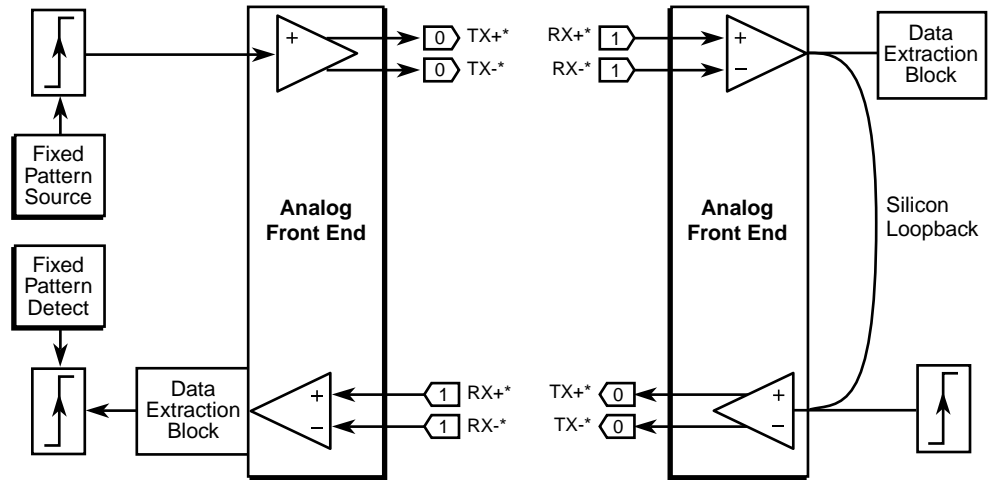 Fixed
Pattern
Source
Fixed
Pattern
Detect
Data
Extraction
Block
Analog
Front End
+
0 TX+*
0 TX-*
+
−
1 RX+*
1 RX-*
RX+* 1
RX-* 1
+
−
Analog
Front End
Data
Extraction
Block
Silicon
Loopback
TX+* 0
TX-* 0
+
−